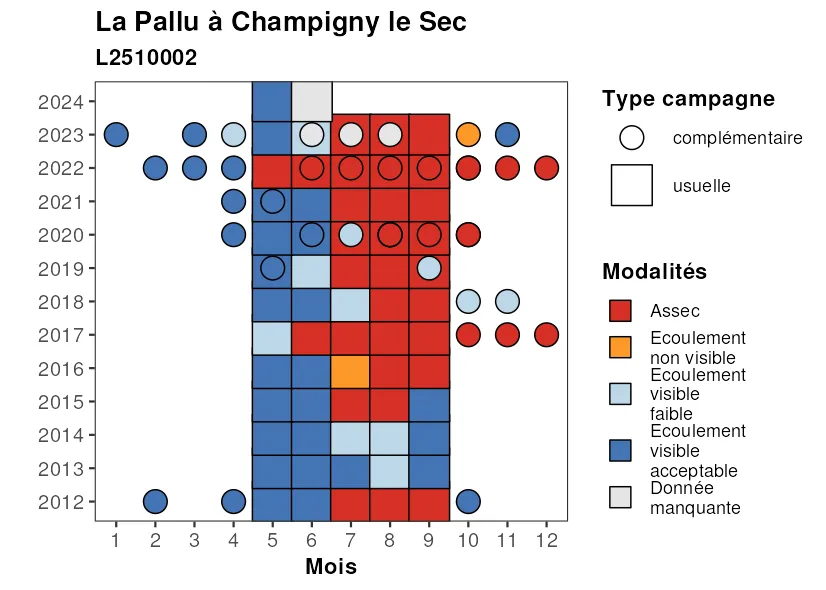 La Pallu à Champigny le Sec
L2510002
2024
2023
2022
2021
2020
2019
2018
2017
2016
2015
2014
2013
2012
1 2 3 4 5 6 7 8 9 10 11 12
Mois
Type campagne
complémentaire
usuelle
Modalités
Assec
Ecoulement
non visible
Ecoulement
visible
faible
Ecoulement
visible
acceptable
Donnée
manquante